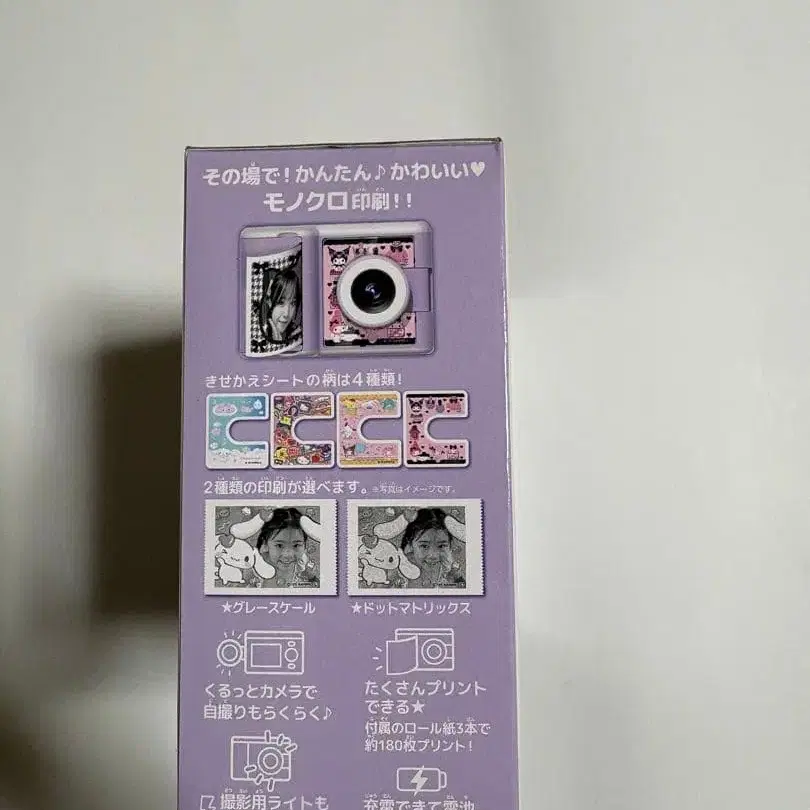 その場で!かんたん♪かわいい♥
モノクロ印刷!!
きせかえシートの柄は4種類!
2種類の印刷が選べます。※写真はイメージです。
★グレースケール
★ドットマトリックス
くるっとカメラで
自撮りもらくらく♪
たくさんプリント
できる★
付属のロール紙3本で
約180枚プリント!
撮影用ライトも
充電できて電池